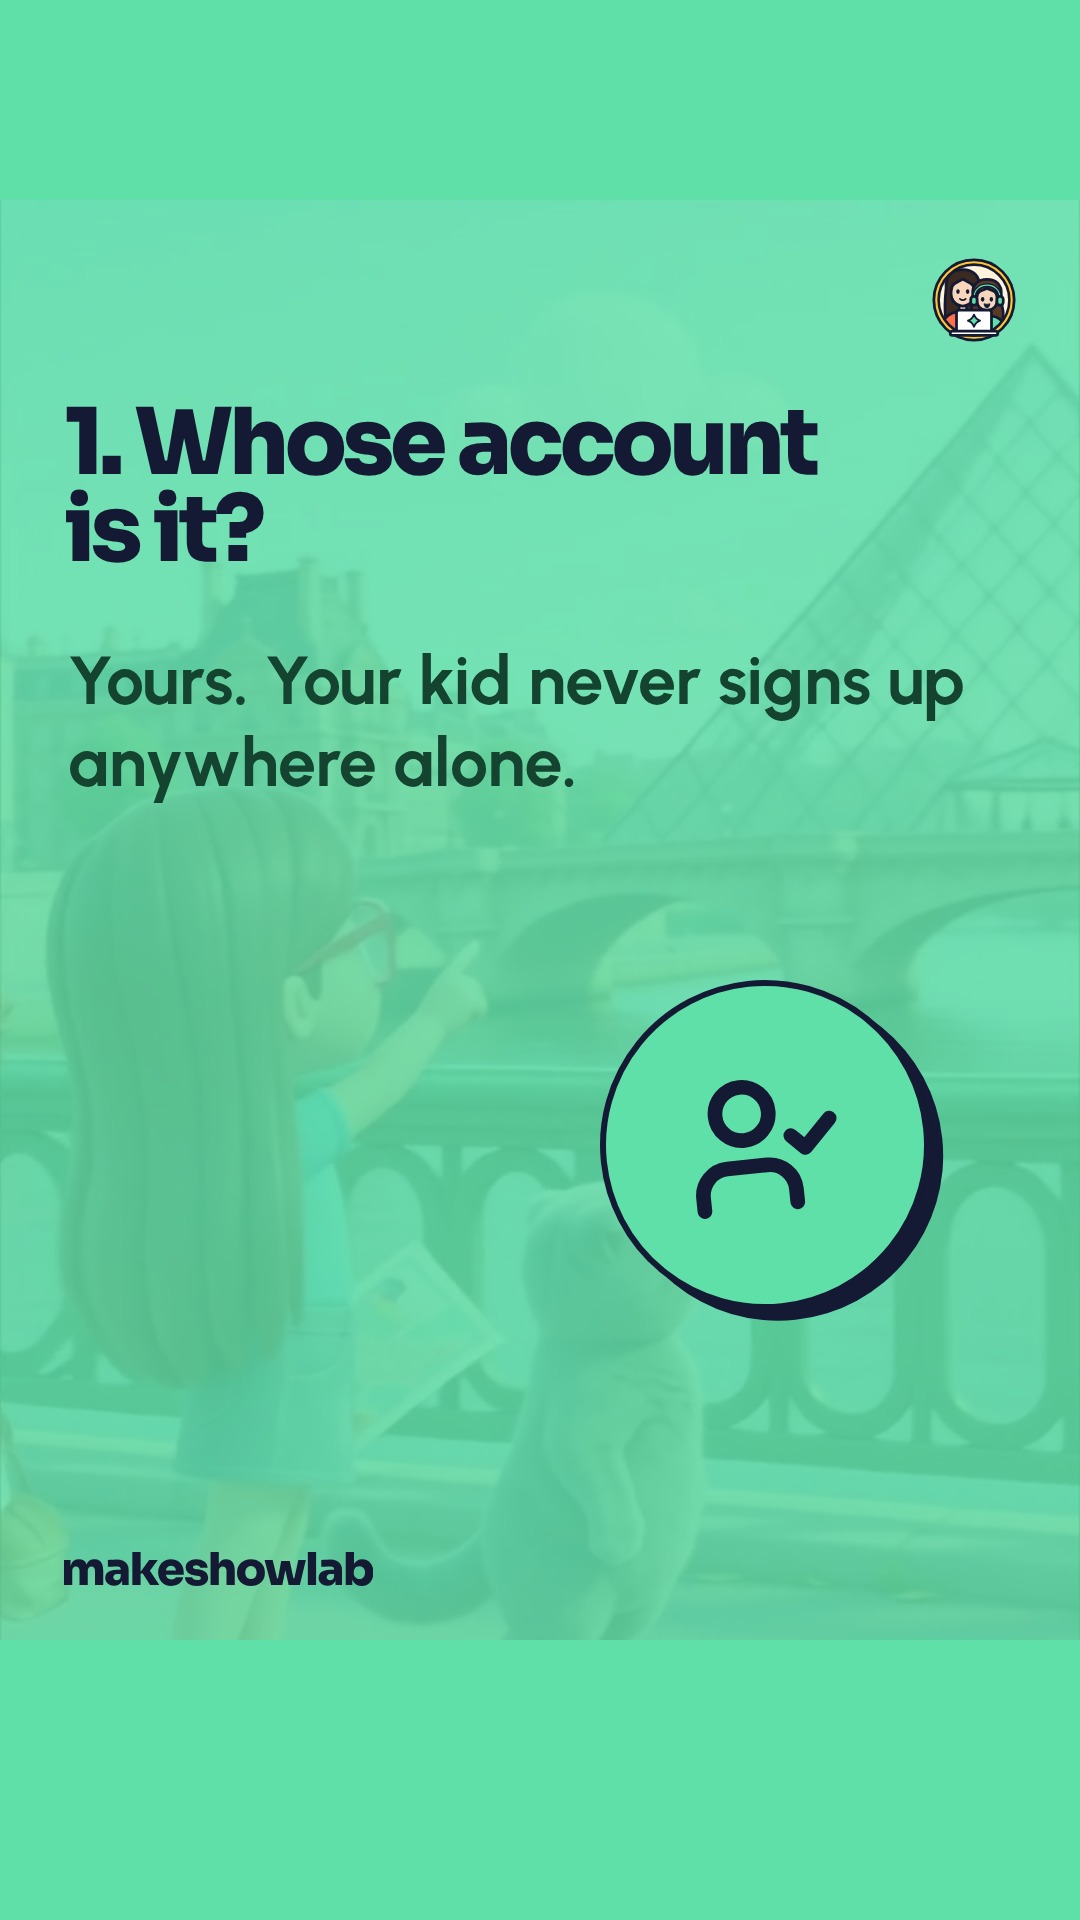 1. Whose account
is it?
Yours. Your kid never signs up
anywhere alone.
makeshowlab